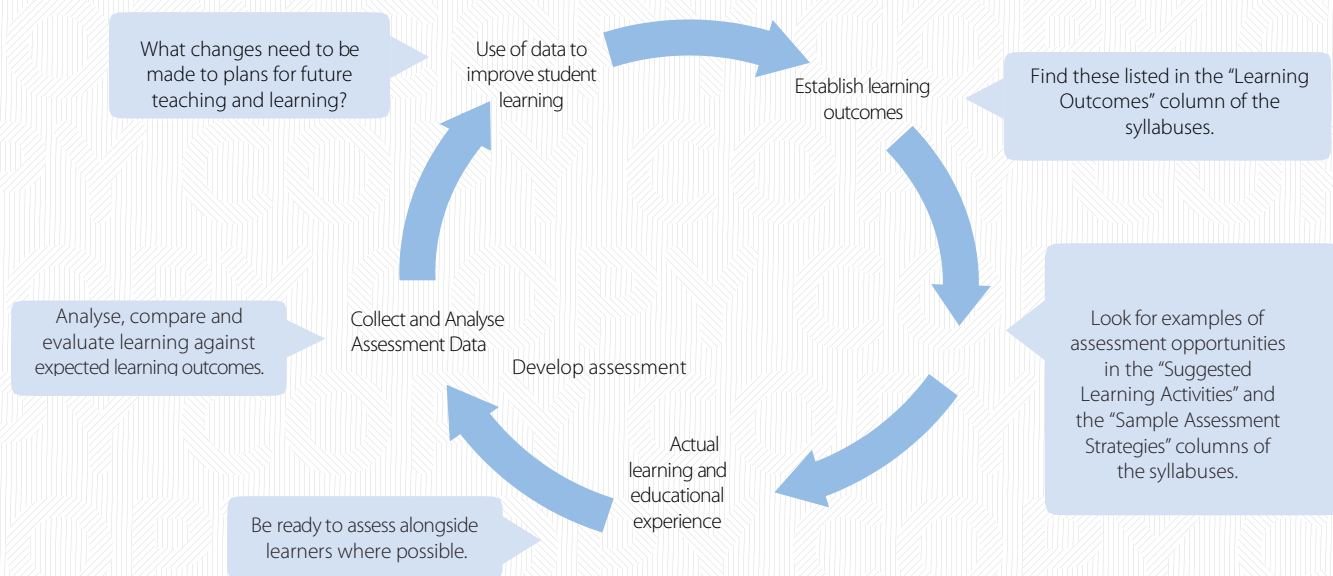 What changes need to be
made to plans for future
teaching and learning?
Use of data to
improve student
learning
Establish learning
outcomes
Find these listed in the “Learning
Outcomes” column of the
syllabuses.
Look for examples of
assessment opportunities
in the “Suggested
Learning Activities” and
the “Sample Assessment
Strategies” columns of
the syllabuses.
Analyse, compare and
evaluate learning against
expected learning outcomes.
Collect and Analyse
Assessment Data
Develop assessment
Actual
learning and
educational
experience
Be ready to assess alongside
learners where possible.